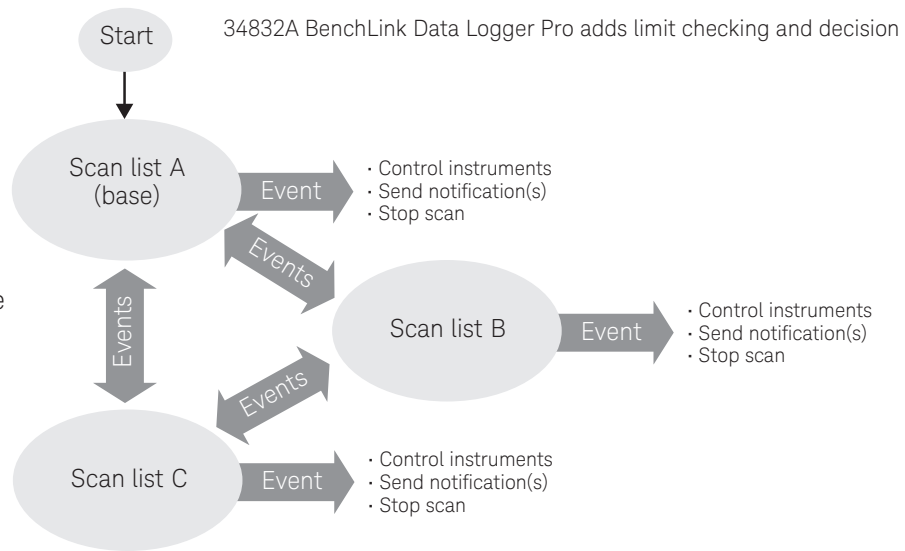 Start
34832A BenchLink Data Logger Pro adds limit checking and decision
Scan list A
(base)
Event
· Control instruments
· Send notification(s)
· Stop scan
Events
e
Events
Scan list B
Event
· Control instruments
· Send notification(s)
· Stop scan
Events
Scan list C
Event
· Control instruments
· Send notification(s)
· Stop scan